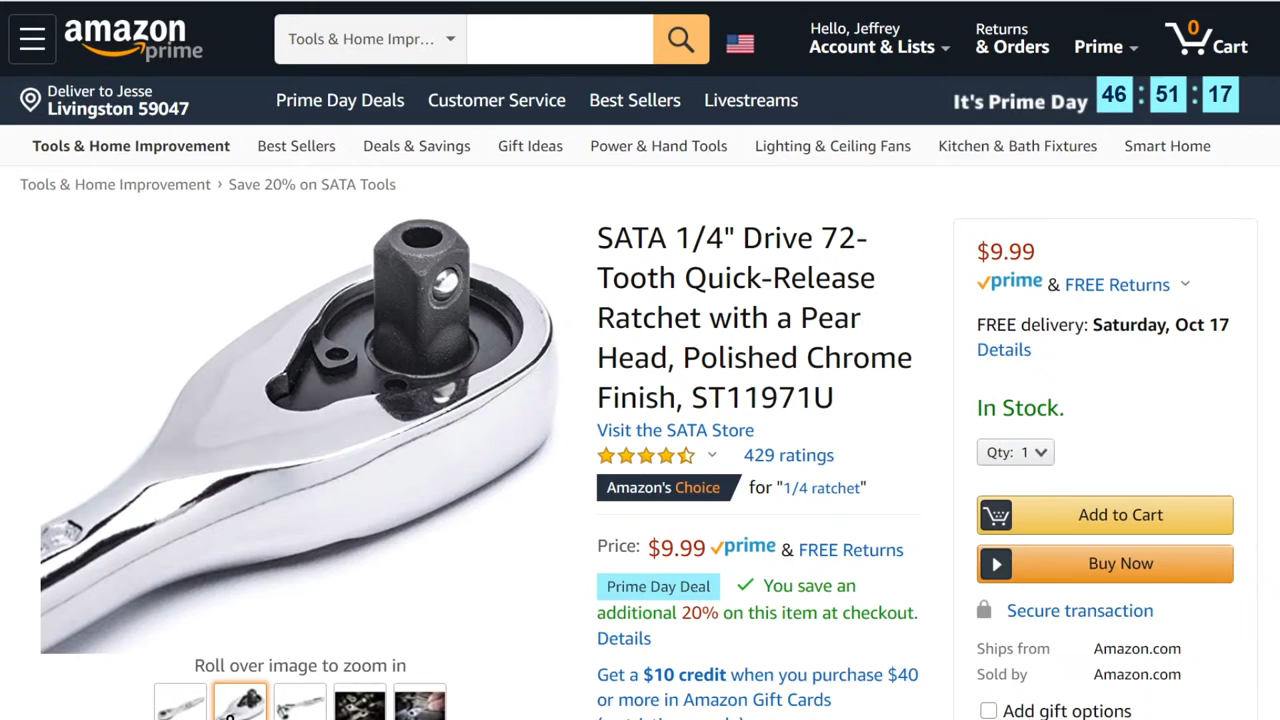 amazon prime
Tools & Home Impr...
Hello, Jeffrey
Account & Lists
Returns
& Orders
Prime
0
Cart
Deliver to Jesse
Livingston 59047
Prime Day Deals
Customer Service
Best Sellers
Livestreams
It's Prime Day 46 : 51 : 17
Tools & Home Improvement
Best Sellers
Deals & Savings
Gift Ideas
Power & Hand Tools
Lighting & Ceiling Fans
Kitchen & Bath Fixtures
Smart Home
Tools & Home Improvement › Save 20% on SATA Tools
SATA 1/4" Drive 72-
Tooth Quick-Release
Ratchet with a Pear
Head, Polished Chrome
Finish, ST11971U
Visit the SATA Store
429 ratings
Amazon's Choice for "1/4 ratchet"
Price: $9.99 prime & FREE Returns
Prime Day Deal You save an
additional 20% on this item at checkout.
Details
Get a $10 credit when you purchase $40
or more in Amazon Gift Cards
Roll over image to zoom in
$9.99
prime & FREE Returns
FREE delivery: Saturday, Oct 17
Details
In Stock.
Qty: 1
Add to Cart
Buy Now
Secure transaction
Ships from Amazon.com
Sold by Amazon.com
Add gift options